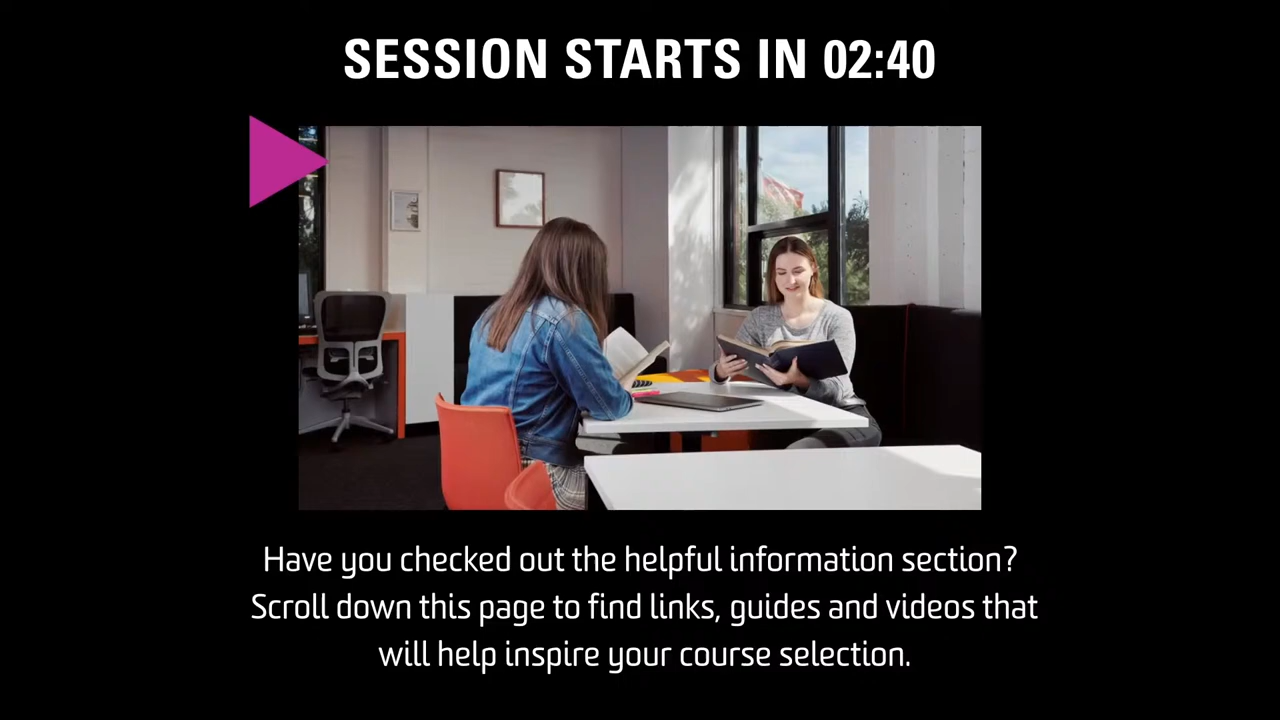 SESSION STARTS IN 02:40
Have you checked out the helpful information section?
Scroll down this page to find links, guides and videos that
will help inspire your course selection.